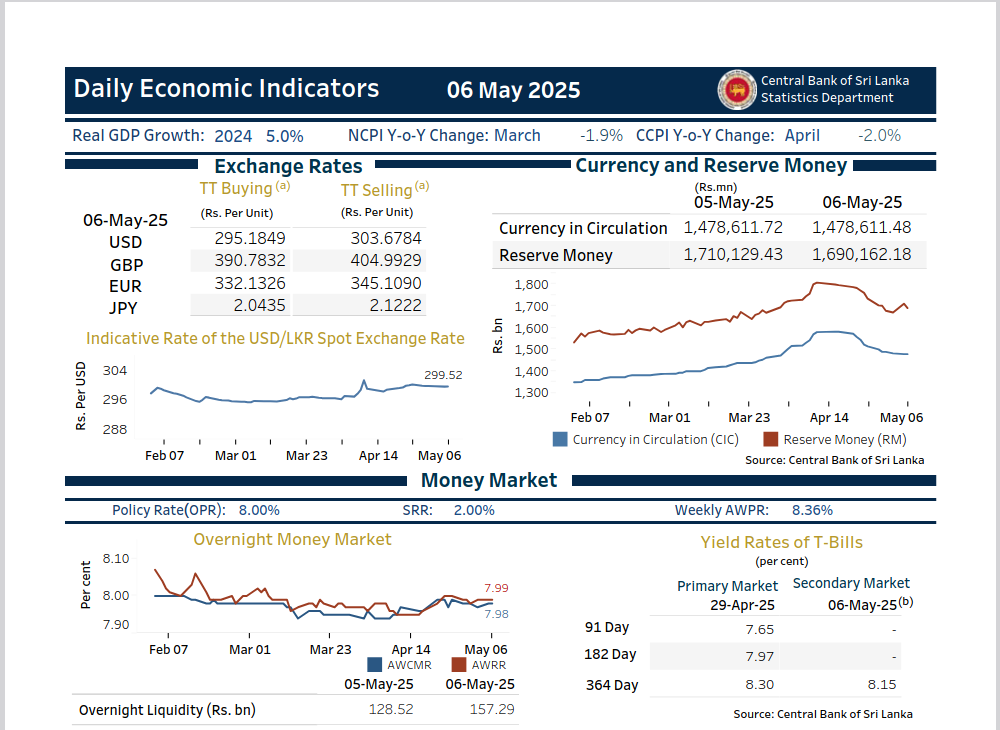 Daily Economic Indicators 06 May 2025
Central Bank of Sri Lanka
Statistics Department
Real GDP Growth: 2024 5.0% NCPI Y-o-Y Change: March -1.9% CCPI Y-o-Y Change: April -2.0%
Exchange Rates
TT Buying (a) TT Selling (a)
06-May-25 (Rs. Per Unit) (Rs. Per Unit)
USD 295.1849 303.6784
GBP 390.7832 404.9929
EUR 332.1326 345.1090
JPY 2.0435 2.1222
Indicative Rate of the USD/LKR Spot Exchange Rate
Rs. Per USD
304
296
288
299.52
Feb 07 Mar 01 Mar 23 Apr 14 May 06
Currency and Reserve Money
(Rs.mn)
05-May-25 06-May-25
Currency in Circulation 1,478,611.72 1,478,611.48
Reserve Money 1,710,129.43 1,690,162.18
Rs. bn
1,800
1,700
1,600
1,500
1,400
1,300
Feb 07 Mar 01 Mar 23 Apr 14 May 06
Currency in Circulation (CIC) Reserve Money (RM)
Source: Central Bank of Sri Lanka
Money Market
Policy Rate(OPR): 8.00% SRR: 2.00% Weekly AWPR: 8.36%
Overnight Money Market
Per cent
8.10
8.00
7.90
7.99
7.98
Feb 07 Mar 01 Mar 23 Apr 14 May 06
AWCMR AWRR
05-May-25 06-May-25
Overnight Liquidity (Rs. bn) 128.52 157.29
Yield Rates of T-Bills
(per cent)
Primary Market Secondary Market
29-Apr-25 06-May-25(b)
91 Day 7.65 -
182 Day 7.97 -
364 Day 8.30 8.15
Source: Central Bank of Sri Lanka